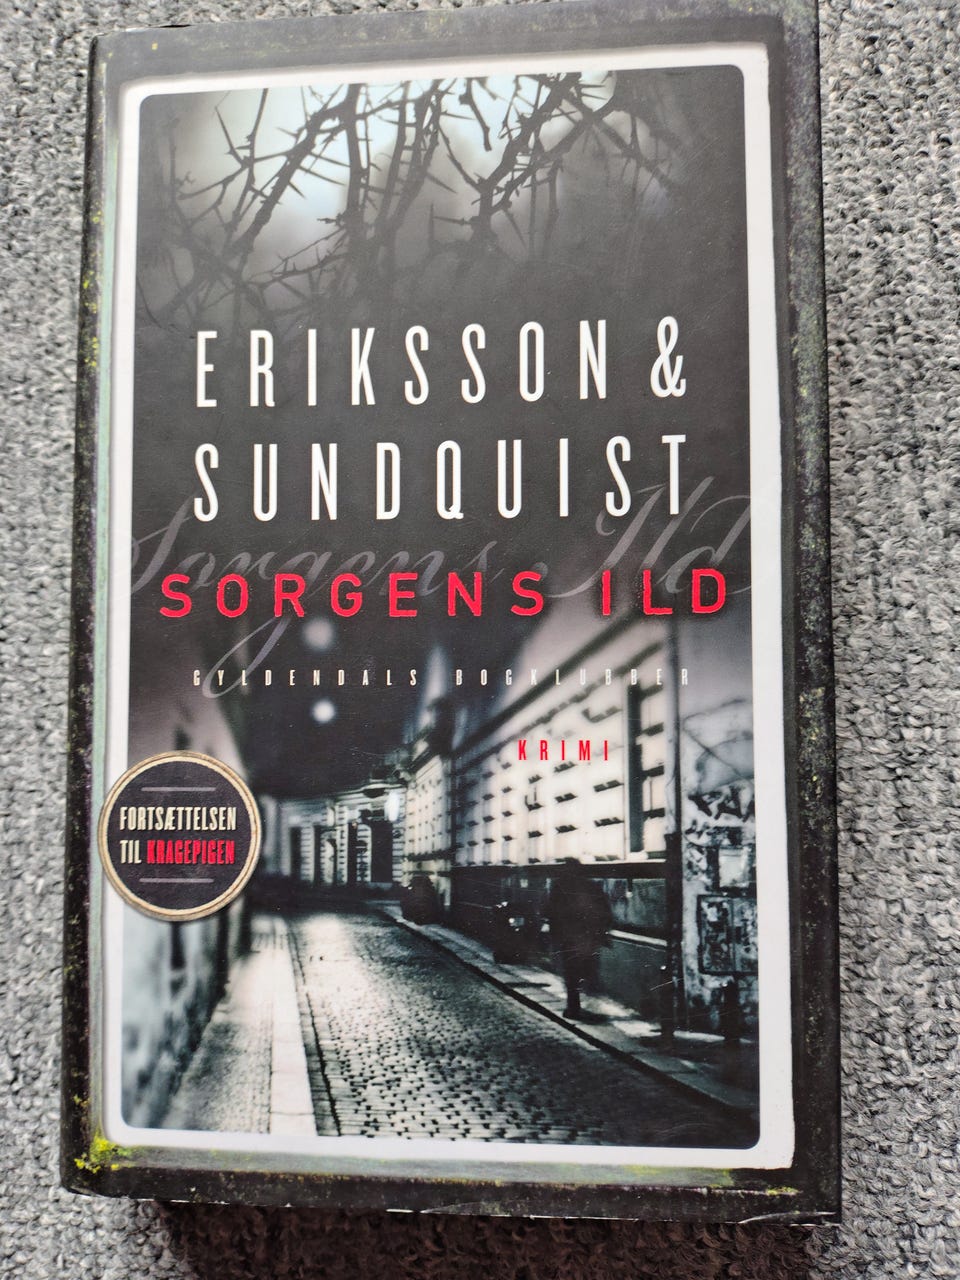 ERIKSSON &
SUNDQUIST
Sorgens Ild
SORGENS ILD
GYLDENDALS BOGKLUBBER
KRIMI
FORTSÆTTELSEN
TIL KRAGEPIGEN